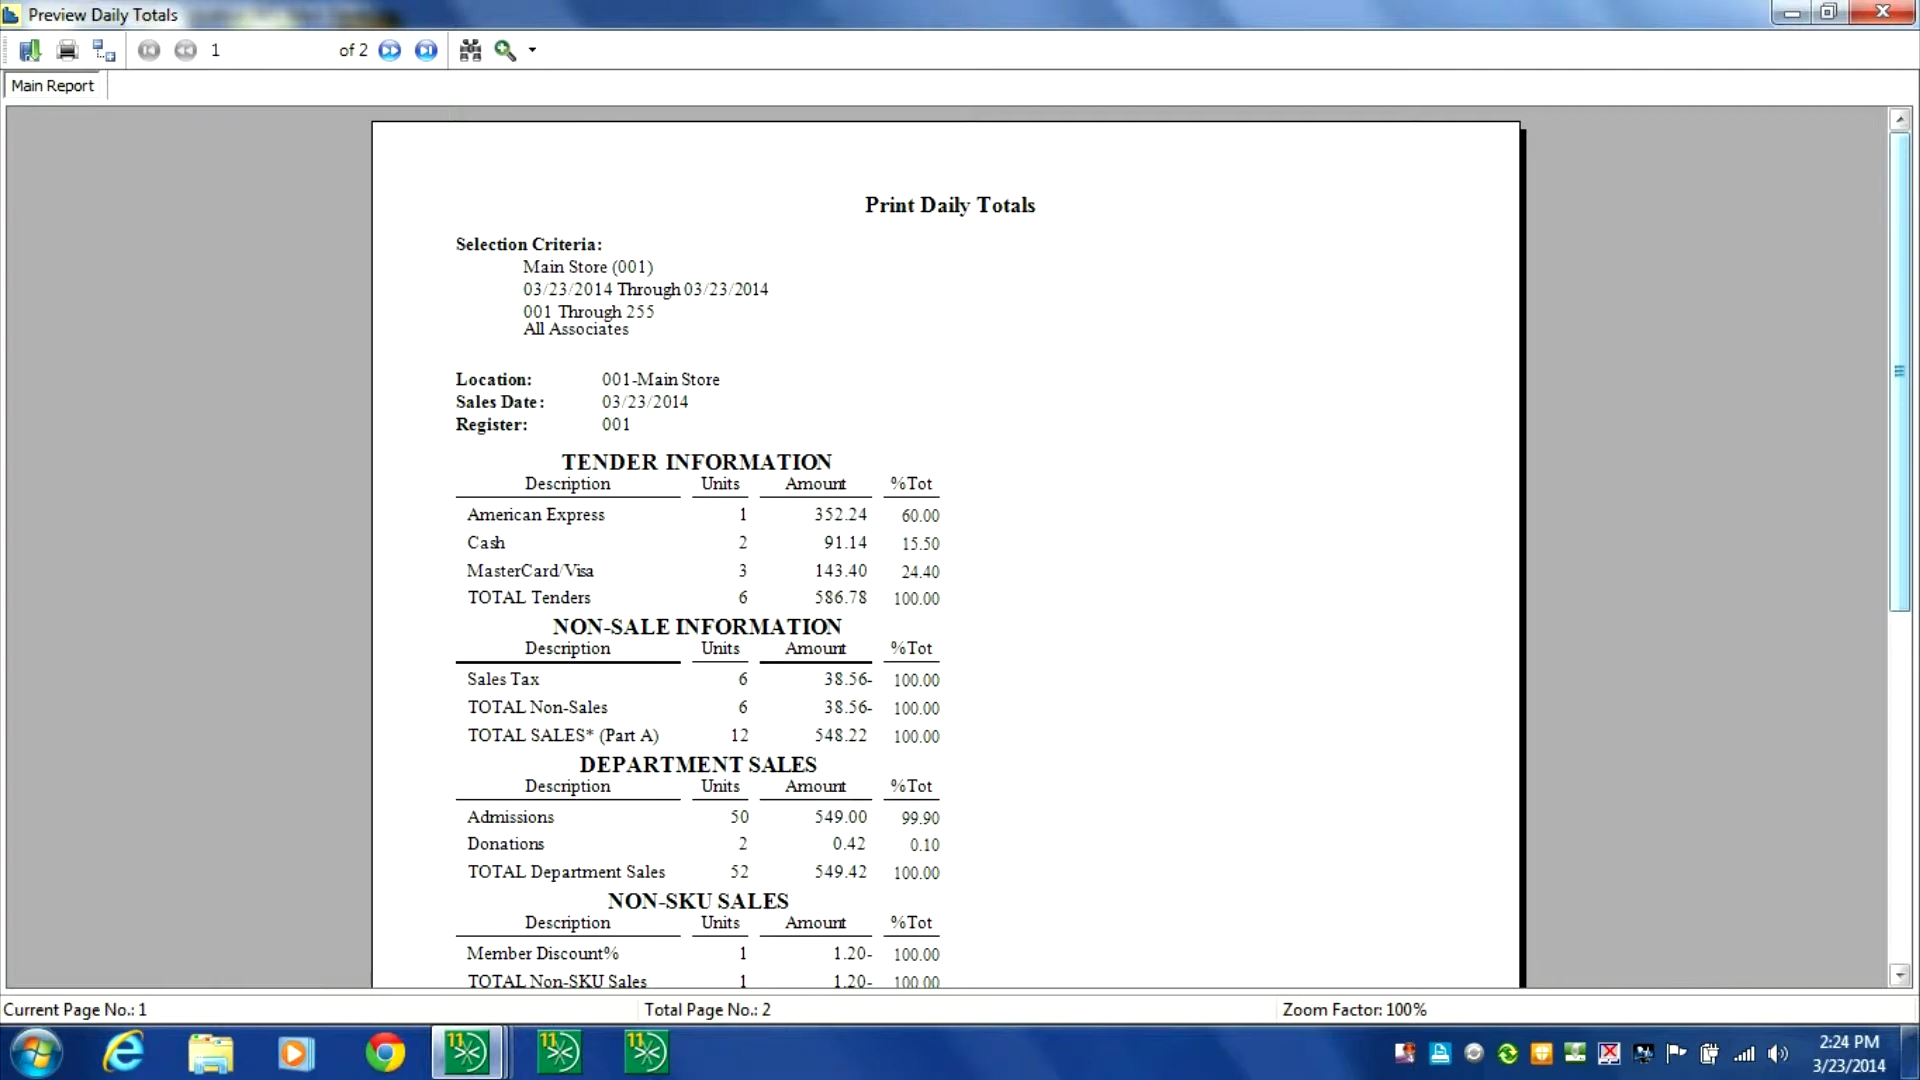 Preview Daily Totals
1 of 2
Main Report
Print Daily Totals
Selection Criteria:
Main Store (001)
03/23/2014 Through 03/23/2014
001 Through 255
All Associates
Location: 001-Main Store
Sales Date: 03/23/2014
Register: 001
TENDER INFORMATION
Description Units Amount %Tot
American Express 1 352.24 60.00
Cash 2 91.14 15.50
MasterCard/Visa 3 143.40 24.40
TOTAL Tenders 6 586.78 100.00
NON-SALE INFORMATION
Description Units Amount %Tot
Sales Tax 6 38.56- 100.00
TOTAL Non-Sales 6 38.56- 100.00
TOTAL SALES* (Part A) 12 548.22 100.00
DEPARTMENT SALES
Description Units Amount %Tot
Admissions 50 549.00 99.90
Donations 2 0.42 0.10
TOTAL Department Sales 52 549.42 100.00
NON-SKU SALES
Description Units Amount %Tot
Member Discount% 1 1.20- 100.00
TOTAL Non-SKU Sales 1 1.20- 100.00
Current Page No.: 1 Total Page No.: 2 Zoom Factor: 100%
11 11 11
2:24 PM
3/23/2014